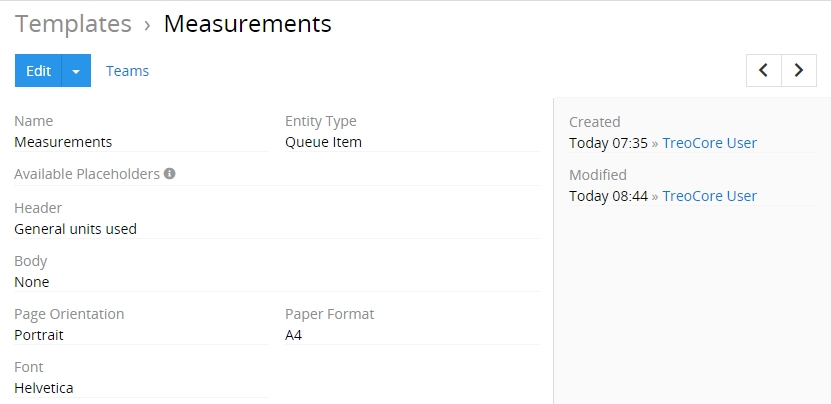 Templates › Measurements
Edit Teams
Name Entity Type
Measurements Queue Item
Available Placeholders
Header
General units used
Body
None
Page Orientation Paper Format
Portrait A4
Font
Helvetica
Created
Today 07:35 » TreoCore User
Modified
Today 08:44 » TreoCore User